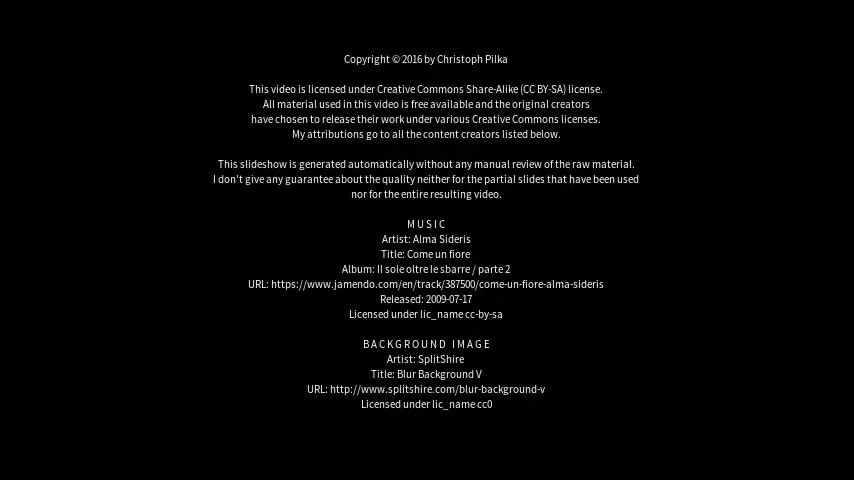 Copyright © 2016 by Christoph Pilka
This video is licensed under Creative Commons Share-Alike (CC BY-SA) license.
All material used in this video is free available and the original creators
have chosen to release their work under various Creative Commons licenses.
My attributions go to all the content creators listed below.
This slideshow is generated automatically without any manual review of the raw material.
I don't give any guarantee about the quality neither for the partial slides that have been used
nor for the entire resulting video.
MUSIC
Artist: Alma Sideris
Title: Come un fiore
Album: Il sole oltre le sbarre / parte 2
URL: https://www.jamendo.com/en/track/387500/come-un-fiore-alma-sideris
Released: 2009-07-17
Licensed under lic_name cc-by-sa
BACKGROUND IMAGE
Artist: SplitShire
Title: Blur Background V
URL: http://www.splitshire.com/blur-background-v
Licensed under lic_name cc0